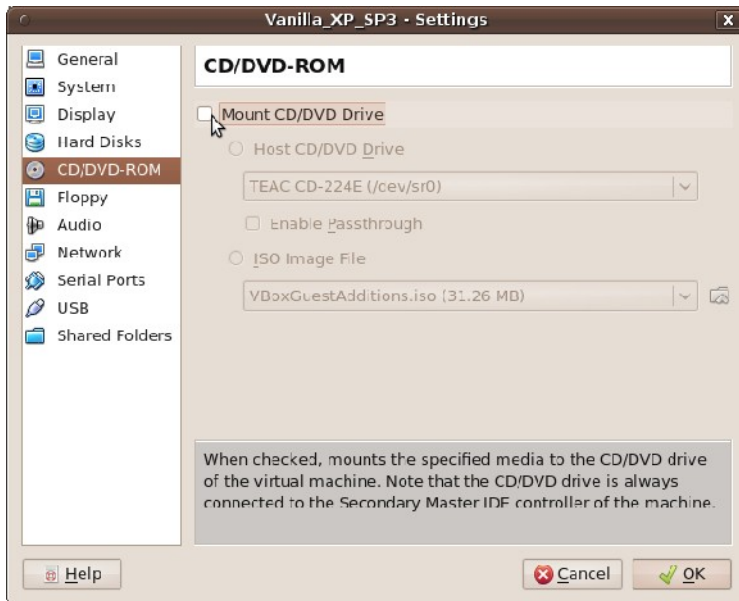 Vanilla_XP_SP3 - Settings
General
System
Display
Hard Disks
CD/DVD-ROM
Floppy
Audio
Network
Serial Ports
USB
Shared Folders
CD/DVD-ROM
Mount CD/DVD Drive
Host CD/DVD Drive
TEAC CD-224E (/dev/sr0)
Enable Passthrough
ISO Image File
VBoxGuestAdditions.iso (31.26 MB)
When checked, mounts the specified media to the CD/DVD drive
of the virtual machine. Note that the CD/DVD drive is always
connected to the Secondary Master IDE controller of the machine.
Help
Cancel
OK